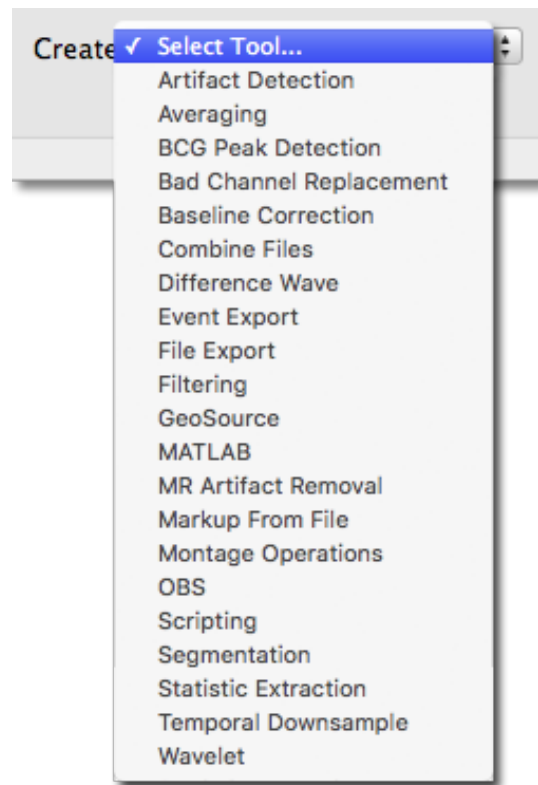 Create ✓ Select Tool...
Artifact Detection
Averaging
BCG Peak Detection
Bad Channel Replacement
Baseline Correction
Combine Files
Difference Wave
Event Export
File Export
Filtering
GeoSource
MATLAB
MR Artifact Removal
Markup From File
Montage Operations
OBS
Scripting
Segmentation
Statistic Extraction
Temporal Downsample
Wavelet